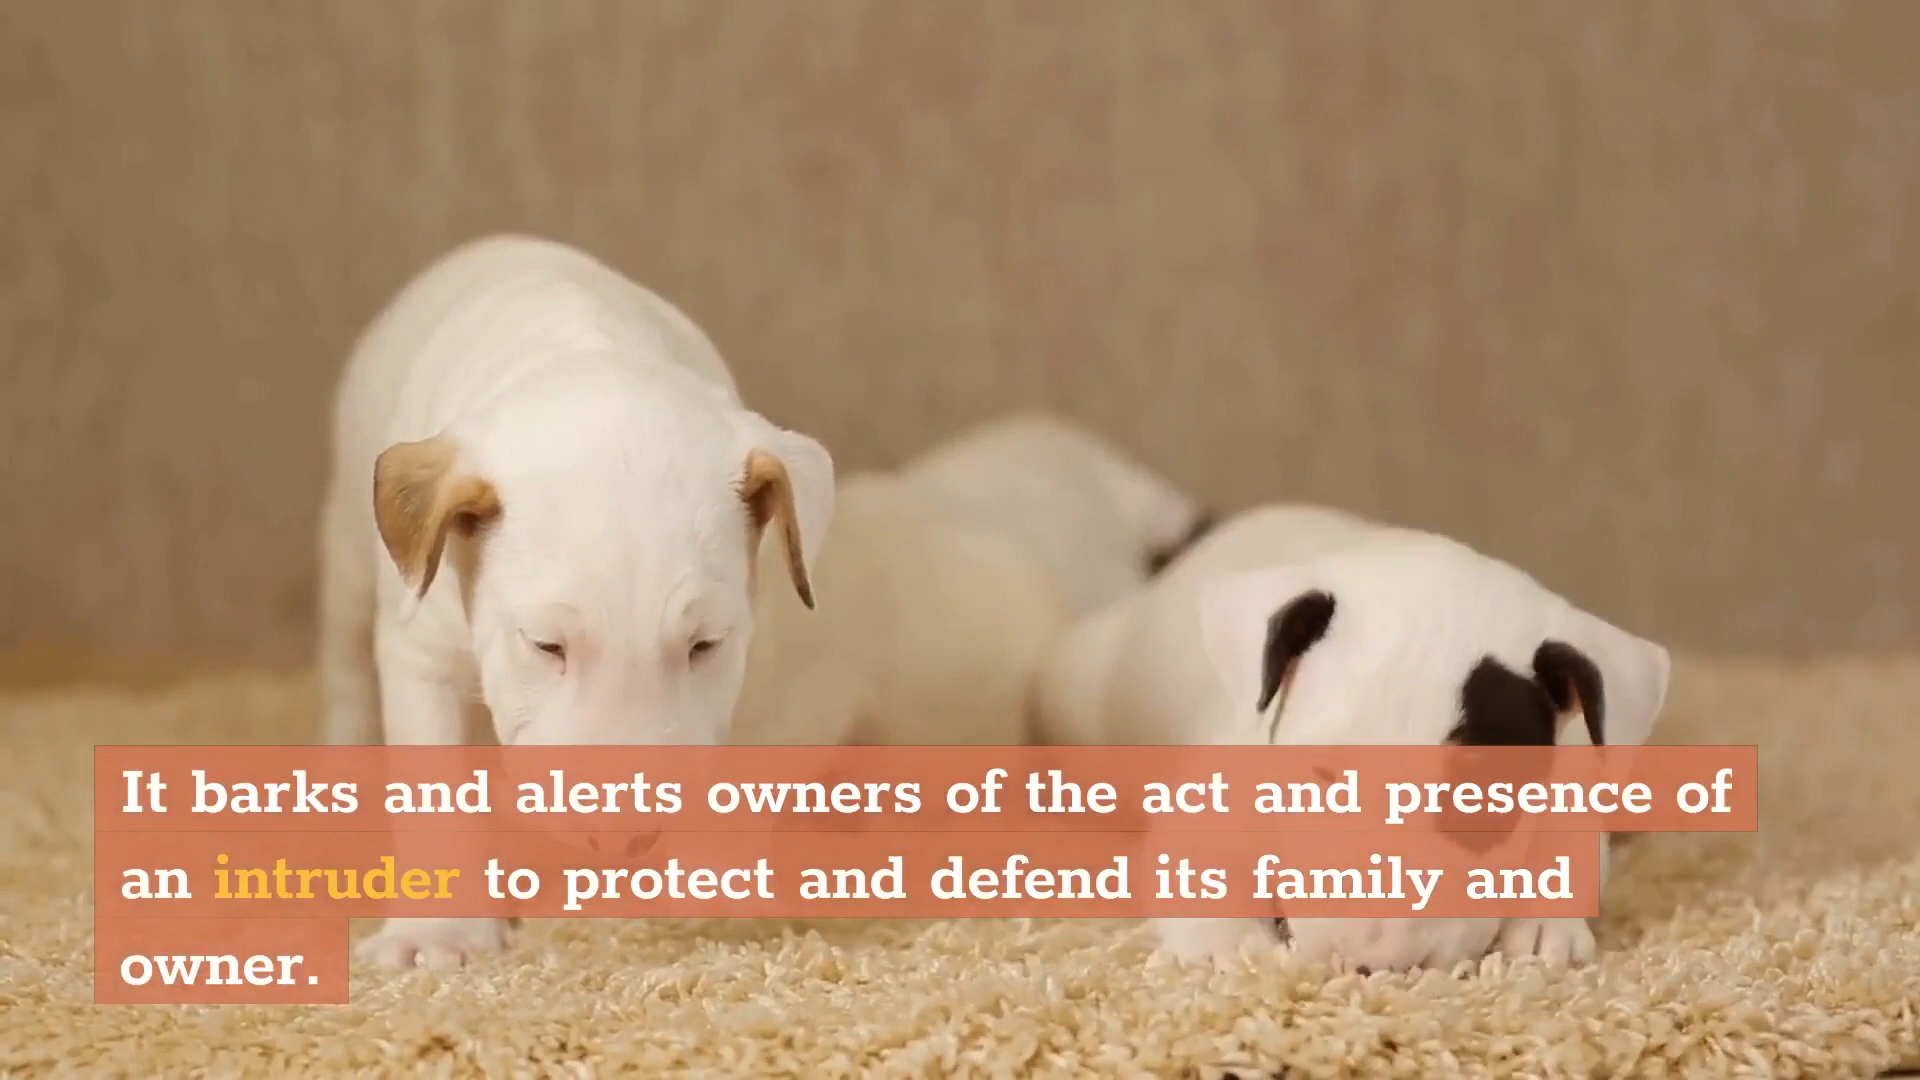 It barks and alerts owners of the act and presence of
an intruder to protect and defend its family and
owner.